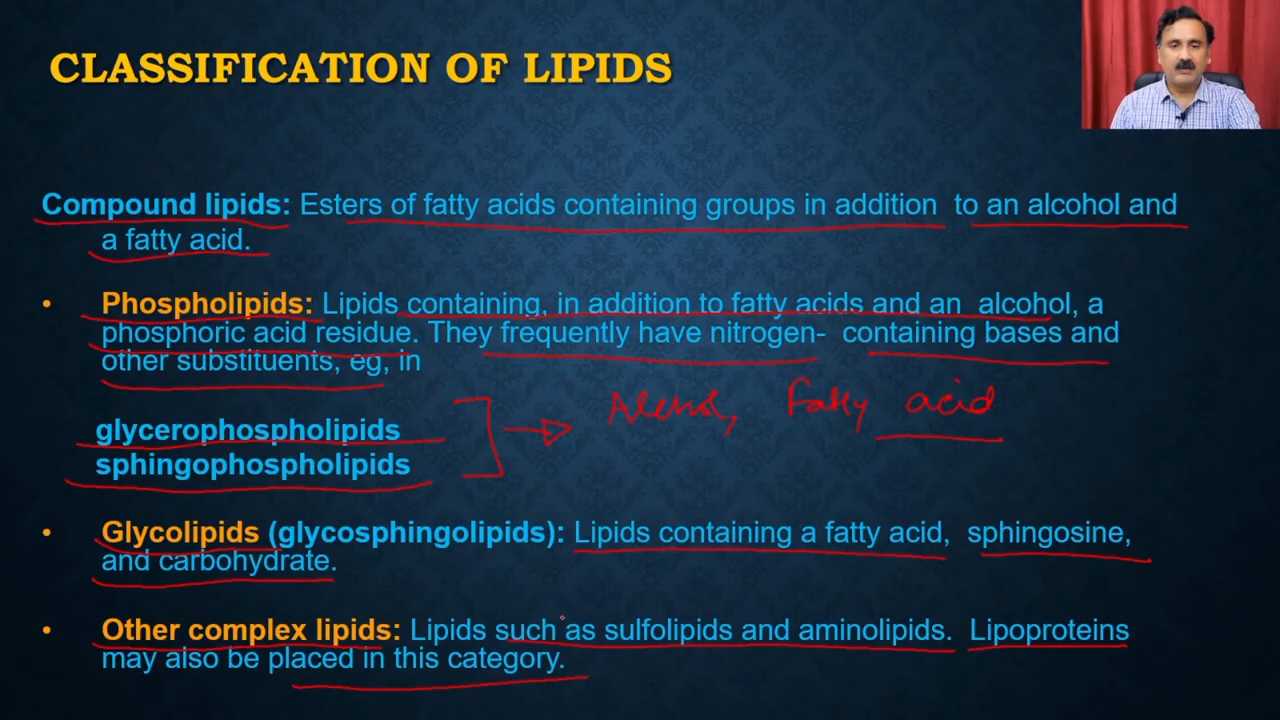 CLASSIFICATION OF LIPIDS
Compound lipids: Esters of fatty acids containing groups in addition to an alcohol and
a fatty acid.
• Phospholipids: Lipids containing, in addition to fatty acids and an alcohol, a
phosphoric acid residue. They frequently have nitrogen- containing bases and
other substituents, eg, in
glycerophospholipids
sphingophospholipids
Alchol, Fatty acid
• Glycolipids (glycosphingolipids): Lipids containing a fatty acid, sphingosine,
and carbohydrate.
• Other complex lipids: Lipids such as sulfolipids and aminolipids. Lipoproteins
may also be placed in this category.